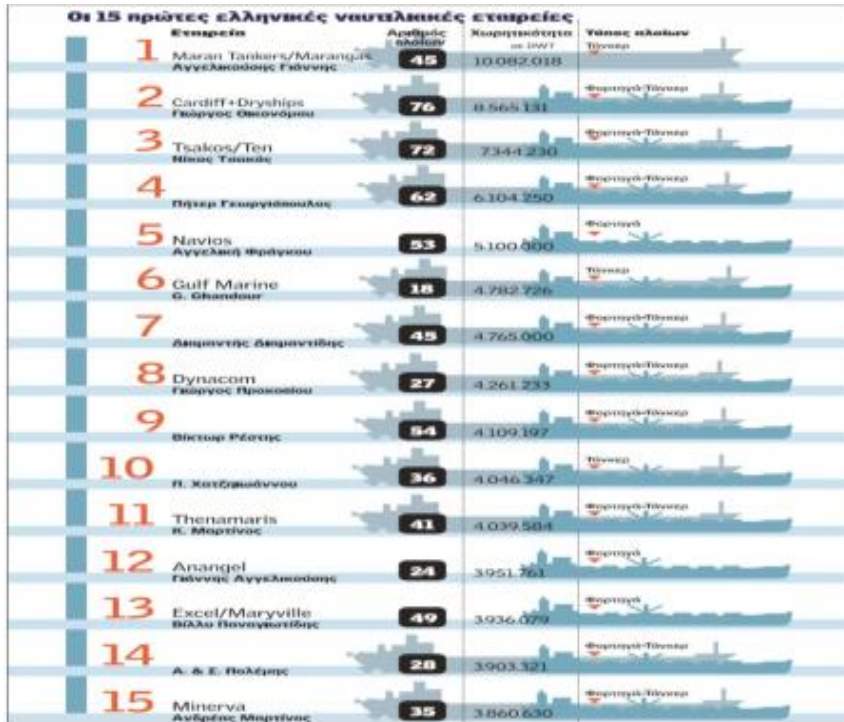 Οι 15 πρώτες ελληνικές ναυτιλιακές εταιρείες
Εταιρεία Αριθμός πλοίων Χωρητικότητα σε DWT Τύπος πλοίων
1 Maran Tankers/Marangas 45 10.082.018 Τάνκερ
Αγγελικούσης Γιάννης
2 Cardiff+Dryships 76 8.565.131 Φορτηγά-Τάνκερ
Γιώργος Οικονόμου
3 Tsakos/Ten 72 7344.230 Φορτηγά-Τάνκερ
Νίκος Τσάκος
4 62 6.104.250 Φορτηγά-Τάνκερ
Πήτερ Γεωργιόπουλος
5 Navios 53 5.100.000 Φορτηγά
Αγγελική Φράγκου
6 Gulf Marine 18 4.782.726 Τάνκερ
G. Ghandour
7 45 4.765.000 Φορτηγά-Τάνκερ
Διαμαντής Διαμαντίδης
8 Dynacom 27 4.261.233 Φορτηγά-Τάνκερ
Γιώργος Προκοπίου
9 54 4.109.197 Φορτηγά-Τάνκερ
Βίκτωρ Ρέστης
10 36 4.046.347 Τάνκερ
Π. Χατζηιωάννου
11 Thenamaris 41 4.039.584 Φορτηγά-Τάνκερ
Κ. Μαρτίνος
12 Anangel 24 3.951.761 Φορτηγά
Γιάννης Αγγελικούσης
13 Excel/Maryville 49 3.936.079 Φορτηγά
Βίλλυ Παναγιωτίδης
14 28 3.903.321 Φορτηγά-Τάνκερ
Α. & Σ. Πολέμης
15 Minerva 35 3.860.630 Φορτηγά-Τάνκερ
Ανδρέας Μαρτίνος